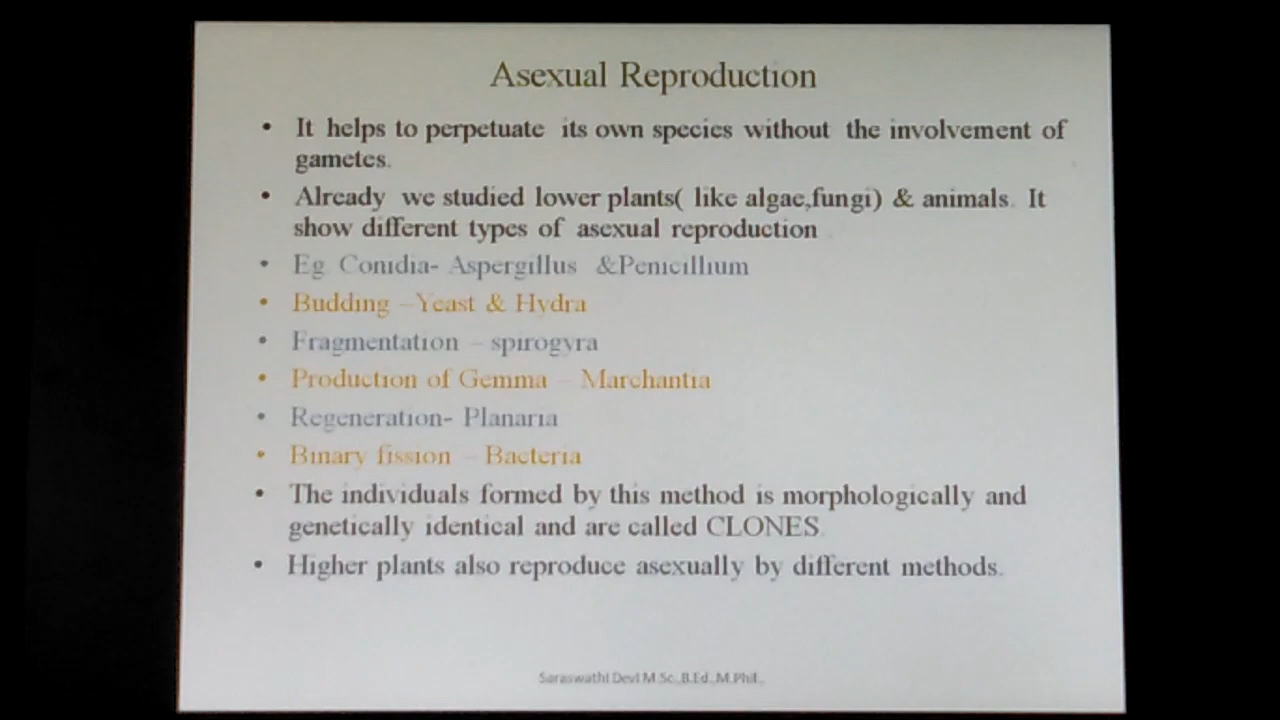 Asexual Reproduction
• It helps to perpetuate its own species without the involvement of
gametes.
• Already we studied lower plants( like algae,fungi) & animals. It
show different types of asexual reproduction
• Eg Conidia- Aspergillus &Penicillium
• Budding –Yeast & Hydra
• Fragmentation – spirogyra
• Production of Gemma – Marchantia
• Regeneration- Planaria
• Binary fission – Bacteria
• The individuals formed by this method is morphologically and
genetically identical and are called CLONES.
• Higher plants also reproduce asexually by different methods.
Saraswathi Devi M.Sc.,B.Ed.,M.Phil.,